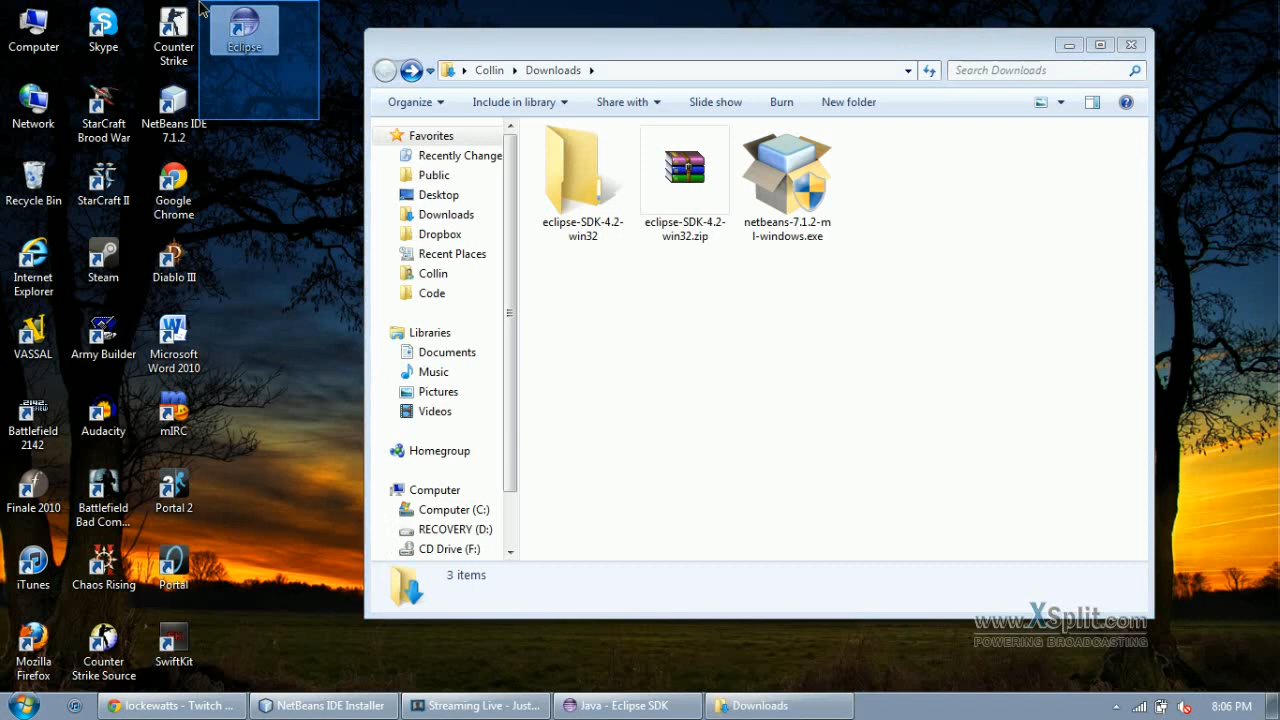 Computer
Skype
Counter
Strike
Eclipse
Network
StarCraft
Brood War
NetBeans IDE
7.1.2
Recycle Bin
StarCraft II
Google
Chrome
Internet
Explorer
Steam
Diablo III
VASSAL
Army Builder
Microsoft
Word 2010
Battlefield
2142
Audacity
mIRC
Finale 2010
Battlefield
Bad Com...
Portal 2
iTunes
Chaos Rising
Portal
Mozilla
Firefox
Counter
Strike Source
SwiftKit
Collin
Downloads
Search Downloads
Organize
Include in library
Share with
Slide show
Burn
New folder
Favorites
Recently Change
Public
Desktop
Downloads
Dropbox
Recent Places
Collin
Code
Libraries
Documents
Music
Pictures
Videos
Homegroup
Computer
Computer (C:)
RECOVERY (D:)
CD Drive (F:)
eclipse-SDK-4.2-
win32
eclipse-SDK-4.2-
win32.zip
netbeans-7.1.2-m
l-windows.exe
3 items
www.XSplit.com
POWERING BROADCASTING
lockewatts - Twitch ...
NetBeans IDE Installer
Streaming Live - Just...
Java - Eclipse SDK
Downloads
8:06 PM